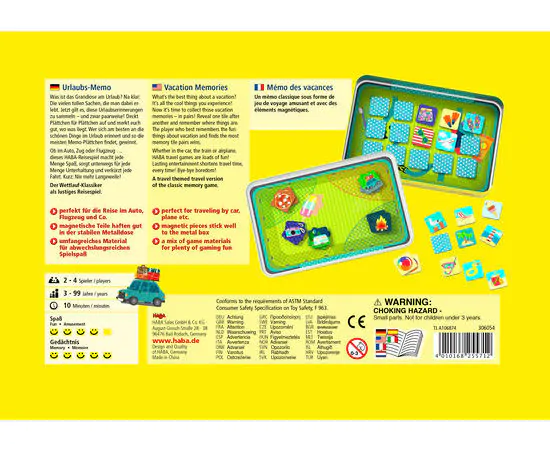 Urlaubs-Memo
Was ist das Grandiose am Urlaub? Na klar:
Die vielen tollen Sachen, die man dabei er-
lebt. Jetzt gilt es, diese Urlaubserinnerungen
zu sammeln – und zwar paarweise! Deckt
Plättchen für Plättchen auf und merkt euch
gut, wo was liegt. Wer sich am besten an die
schönen Dinge im Urlaub erinnert und die
meisten Memo-Plättchen findet, gewinnt.
Ob im Auto, Zug oder Flugzeug ...
dieses HABA-Reisespiel macht jede
Menge Spaß, sorgt unterwegs für jede
Menge Unterhaltung und verkürzt jede
Fahrt. Kurz: Nie mehr Langeweile!
Der Wettlauf-Klassiker
als lustiges Reisespiel.
perfekt für die Reise im Auto,
Flugzeug und Co.
magnetische Teile haften gut
in der stabilen Metalldose
umfangreiches Material
für abwechslungsreichen
Spielspaß
Vacation Memories
What's the best thing about a vacation?
It's all the cool things you experience!
Now it's time to collect those vacation
memories – in pairs! Reveal one tile after
another and remember where things are.
The player who best remembers the fun
things about vacation and finds the most
memory tile pairs wins.
Whether in the car, the train or airplane,
HABA travel games are loads of fun!
Lasting entertainment shortens travel time,
every time! Bye-bye boredom!
A travel themed travel version
of the classic memory game.
perfect for traveling by car,
plane etc.
magnetic pieces stick well
to the metal box
a mix of game materials
for plenty of gaming fun
Mémo des vacances
Un mémo classique sous forme de
jeu de voyage amusant et avec des
éléments magnétiques.
2 - 4 Spieler / players
3 - 99 Jahre / years
10 Minuten / minutes
Spaß
Fun • Amusement
Gedächtnis
Memory • Mémoire
Haba
HABA Sales GmbH & Co. KG
August-Grosch-Straße 28 - 38
96476 Bad Rodach, Germany
www.haba.de
Design and Quality
of HABA, Germany
Made in China
Conforms to the requirements of ASTM Standard
Consumer Safety Specification on Toy Safety, F 963.
WARNING:
CHOKING HAZARD -
Small parts. Not for children under 3 years.
0-3
TL A106874
306054
4 010168 255712